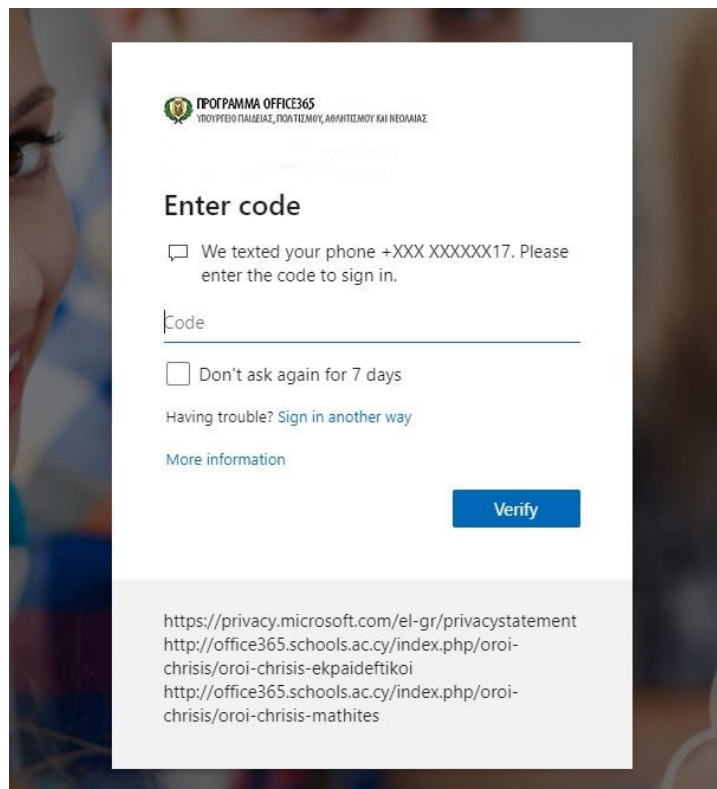 ΠΡΟΓΡΑΜΜΑ OFFICE365
ΥΠΟΥΡΓΕΙΟ ΠΑΙΔΕΙΑΣ, ΠΟΛΙΤΙΣΜΟΥ, ΑΘΛΗΤΙΣΜΟΥ ΚΑΙ ΝΕΟΛΑΙΑΣ
Enter code
We texted your phone +XXX XXXXXX17. Please
enter the code to sign in.
Code
Don't ask again for 7 days
Having trouble? Sign in another way
More information
Verify
https://privacy.microsoft.com/el-gr/privacystatement
http://office365.schools.ac.cy/index.php/oroi-
chrisis/oroi-chrisis-ekpaideftikoi
http://office365.schools.ac.cy/index.php/oroi-
chrisis/oroi-chrisis-mathites